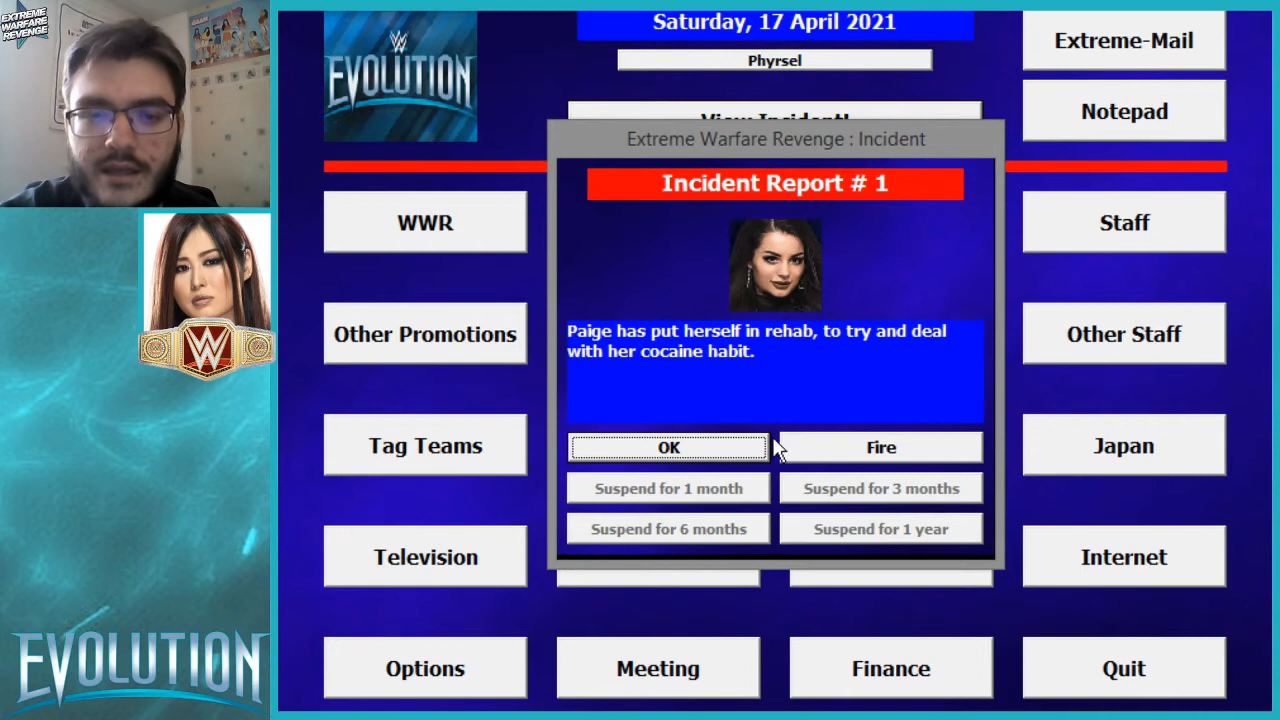 EXTREME
WARFARE
REVENGE
W
EVOLUTION
Saturday, 17 April 2021
Phyrsel
View Incident!
Extreme-Mail
Notepad
Extreme Warfare Revenge : Incident
Incident Report # 1
Paige has put herself in rehab, to try and deal
with her cocaine habit.
OK
Fire
Suspend for 1 month
Suspend for 3 months
Suspend for 6 months
Suspend for 1 year
WWR
Staff
Other Promotions
Other Staff
Tag Teams
Japan
Television
Internet
Options
Meeting
Finance
Quit
W
EVOLUTION